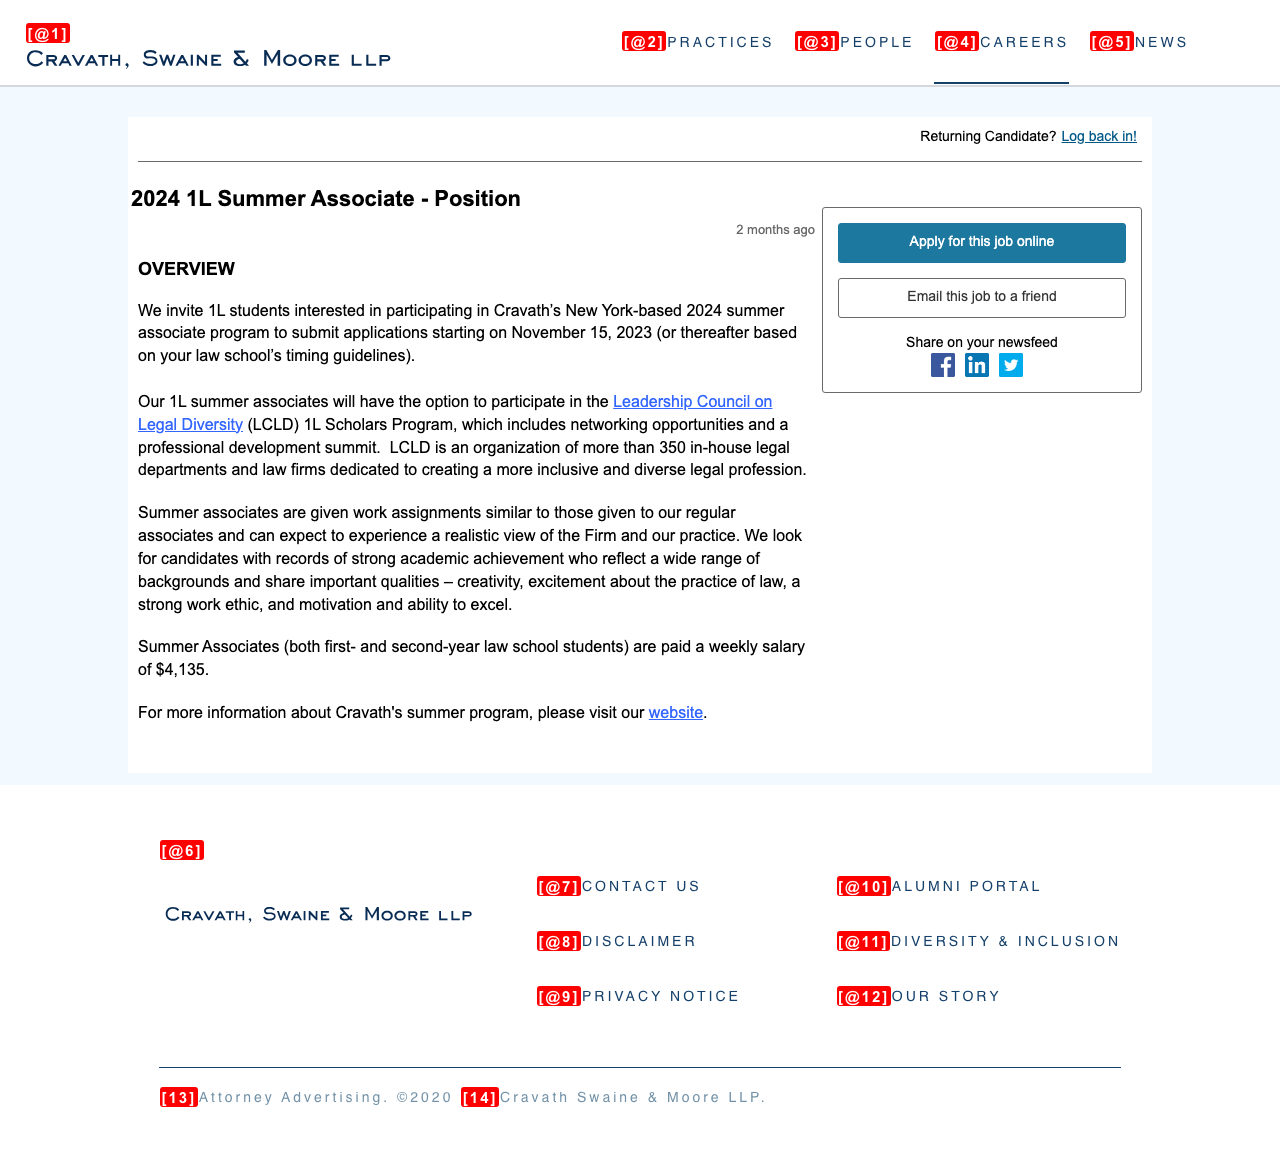 [@1]
Cravath, Swaine & Moore LLP
[@2]PRACTICES [@3]PEOPLE [@4]CAREERS [@5]NEWS
Returning Candidate? Log back in!
2024 1L Summer Associate - Position
2 months ago
Apply for this job online
Email this job to a friend
Share on your newsfeed
OVERVIEW
We invite 1L students interested in participating in Cravath’s New York-based 2024 summer
associate program to submit applications starting on November 15, 2023 (or thereafter based
on your law school’s timing guidelines).
Our 1L summer associates will have the option to participate in the Leadership Council on
Legal Diversity (LCLD) 1L Scholars Program, which includes networking opportunities and a
professional development summit.  LCLD is an organization of more than 350 in-house legal
departments and law firms dedicated to creating a more inclusive and diverse legal profession.
Summer associates are given work assignments similar to those given to our regular
associates and can expect to experience a realistic view of the Firm and our practice. We look
for candidates with records of strong academic achievement who reflect a wide range of
backgrounds and share important qualities – creativity, excitement about the practice of law, a
strong work ethic, and motivation and ability to excel.
Summer Associates (both first- and second-year law school students) are paid a weekly salary
of $4,135.
For more information about Cravath's summer program, please visit our website.
[@6]
Cravath, Swaine & Moore LLP
[@7]CONTACT US
[@8]DISCLAIMER
[@9]PRIVACY NOTICE
[@10]ALUMNI PORTAL
[@11]DIVERSITY & INCLUSION
[@12]OUR STORY
[13]Attorney Advertising. ©2020 [14]Cravath Swaine & Moore LLP.